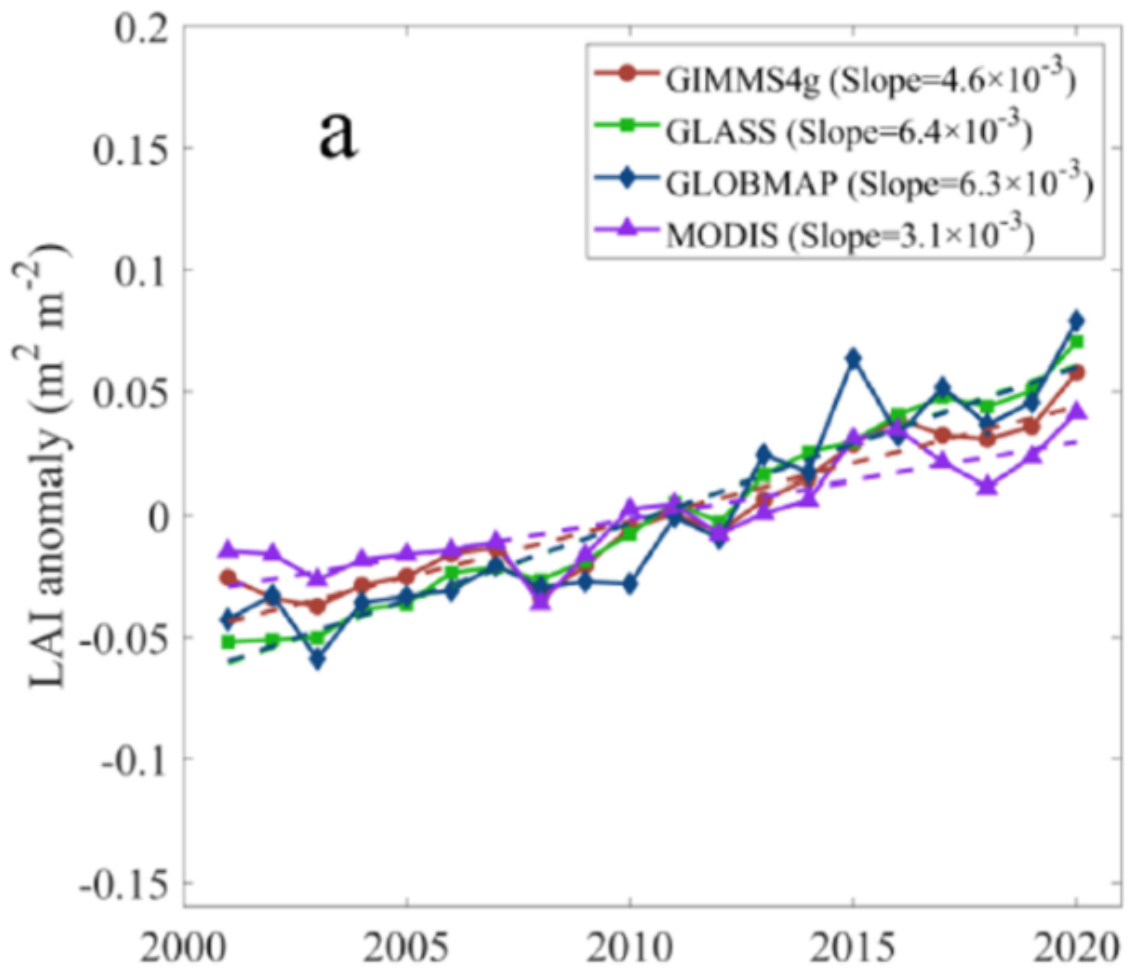 0.2
0.15
0.1
0.05
0
-0.05
-0.1
-0.15
LAI anomaly (m² m⁻²)
a
GIMMS4g (Slope=4.6×10⁻³)
GLASS (Slope=6.4×10⁻³)
GLOBMAP (Slope=6.3×10⁻³)
MODIS (Slope=3.1×10⁻³)
2000 2005 2010 2015 2020